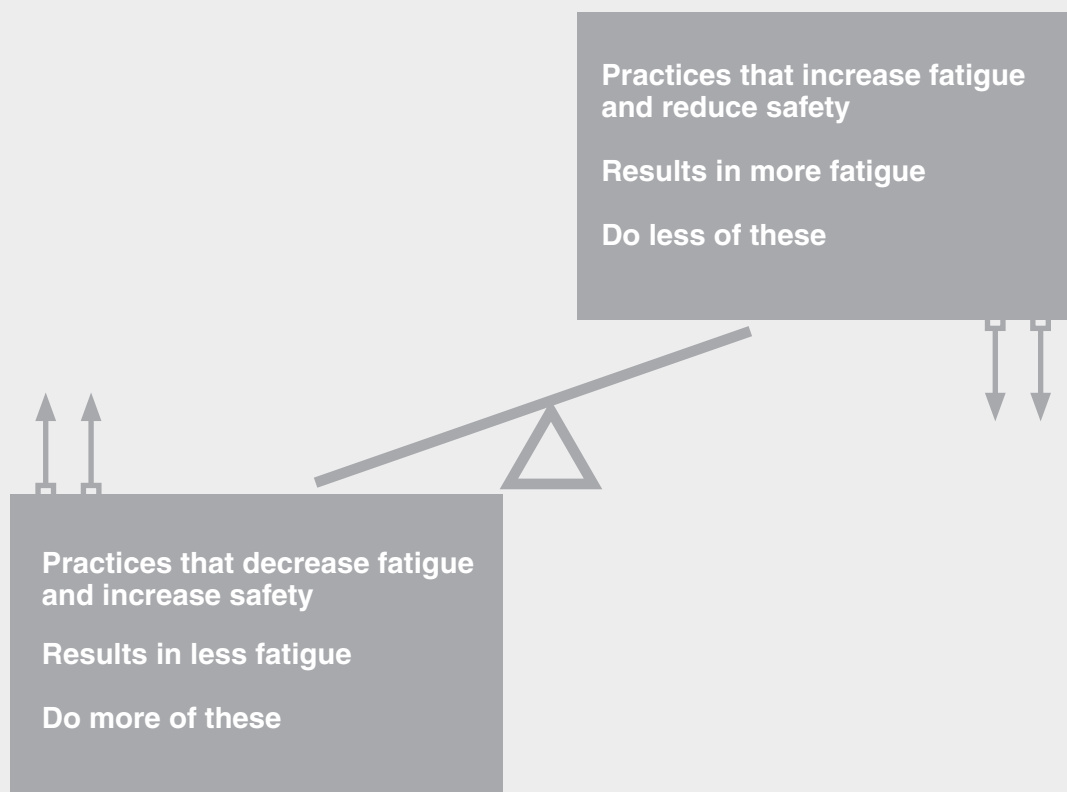 Practices that increase fatigue
and reduce safety
Results in more fatigue
Do less of these
Practices that decrease fatigue
and increase safety
Results in less fatigue
Do more of these